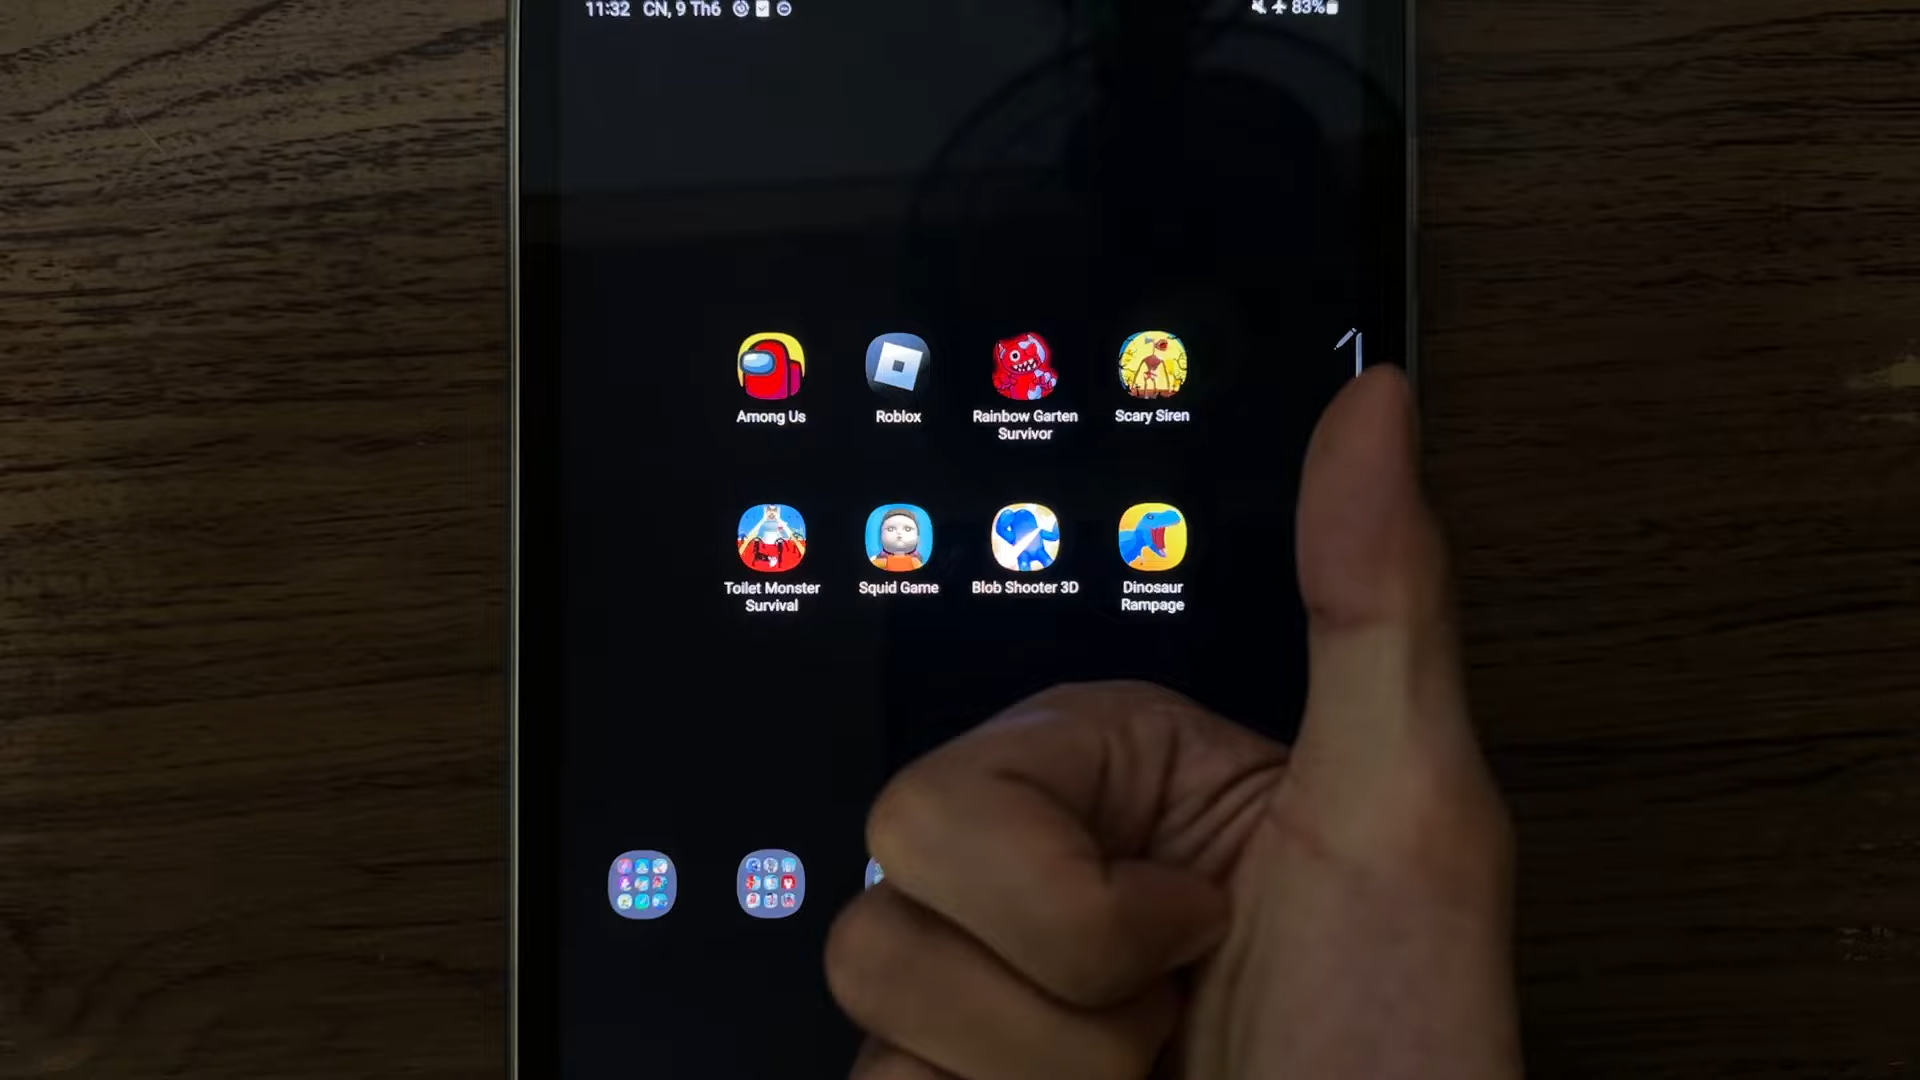 11:32 CN, 9 Th6 83%
Among Us
Roblox
Rainbow Garten
Survivor
Scary Siren
Toilet Monster
Survival
Squid Game
Blob Shooter 3D
Dinosaur
Rampage